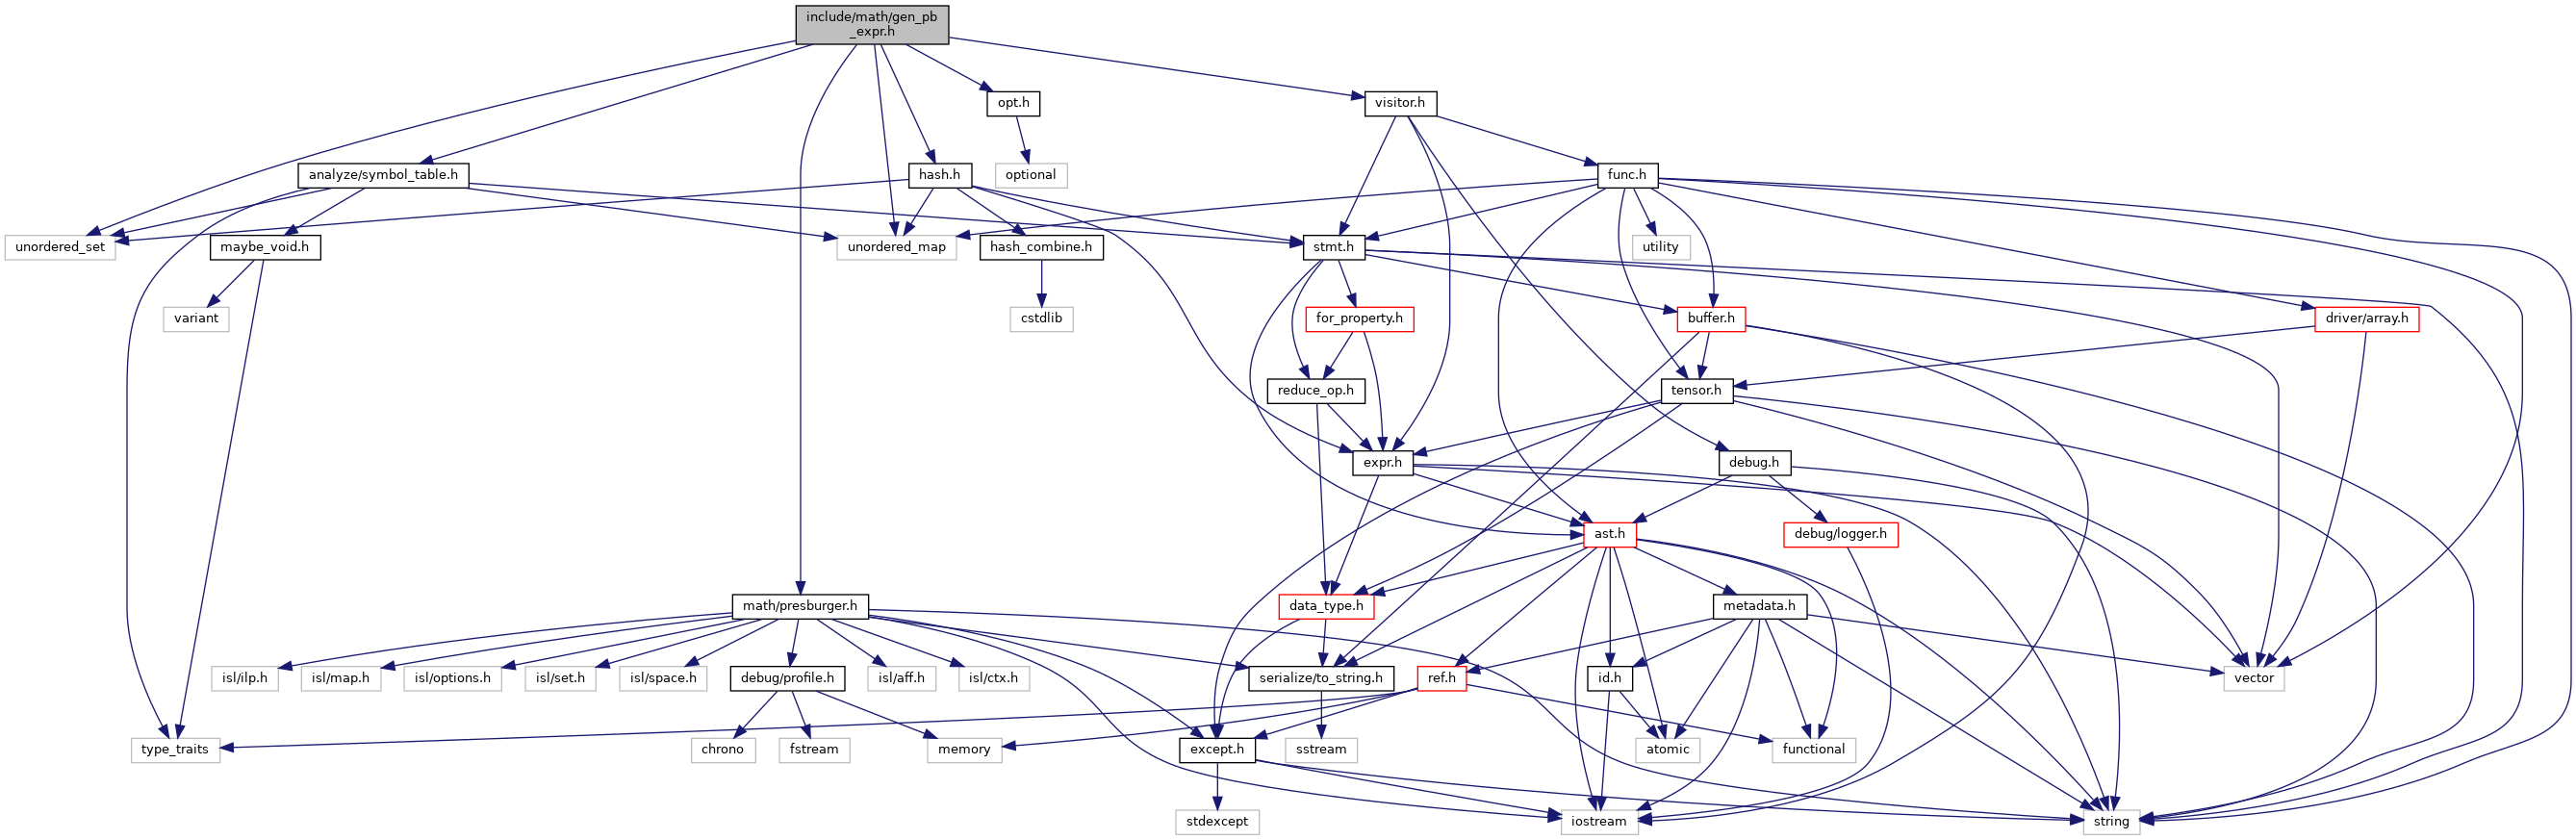 include/math/gen_pb
_expr.h
opt.h
visitor.h
analyze/symbol_table.h
hash.h
optional
func.h
unordered_set
maybe_void.h
unordered_map
hash_combine.h
stmt.h
utility
variant
cstdlib
for_property.h
buffer.h
driver/array.h
reduce_op.h
tensor.h
expr.h
debug.h
ast.h
debug/logger.h
math/presburger.h
data_type.h
metadata.h
isl/ilp.h
isl/map.h
isl/options.h
isl/set.h
isl/space.h
debug/profile.h
isl/aff.h
isl/ctx.h
serialize/to_string.h
ref.h
id.h
vector
type_traits
chrono
fstream
memory
except.h
sstream
atomic
functional
stdexcept
iostream
string